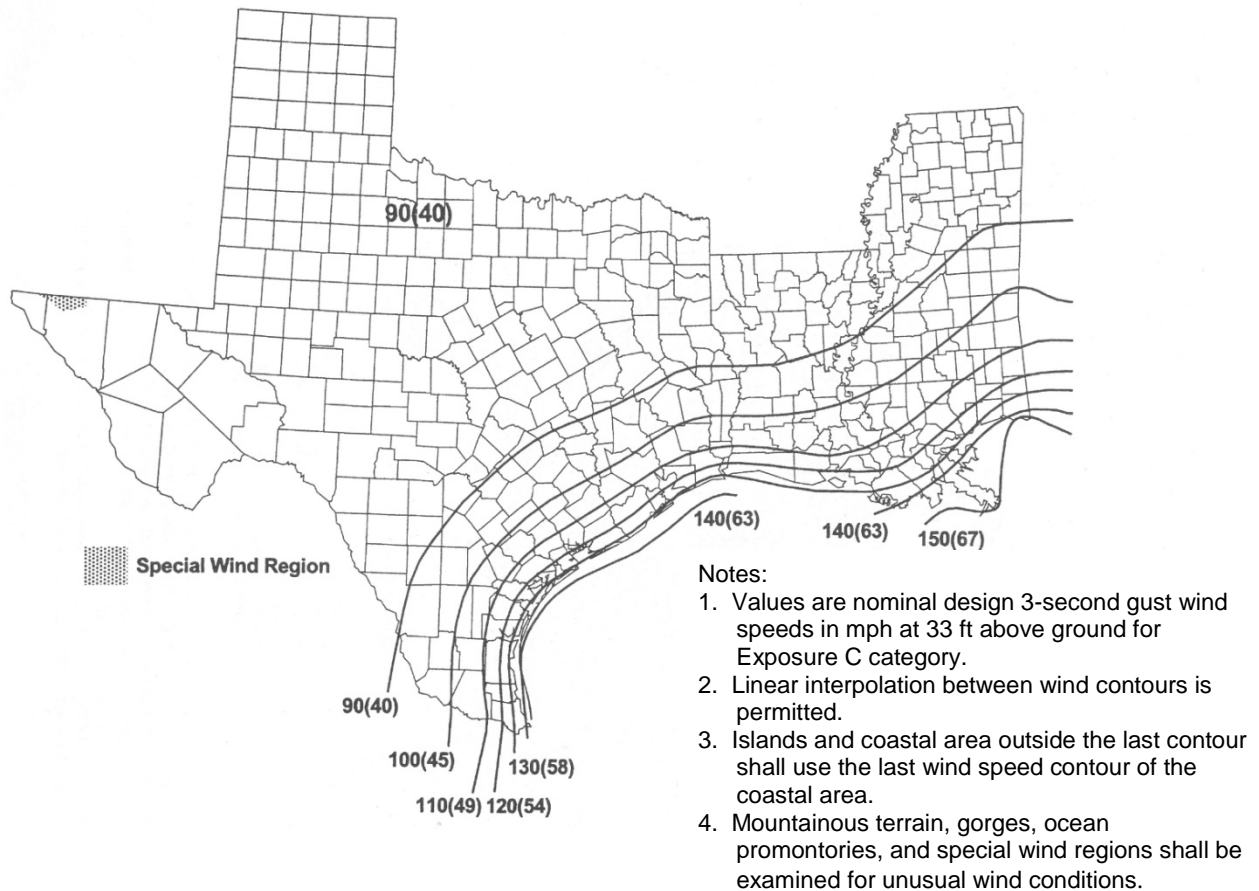 90(40)
140(63)
140(63)
150(67)
Special Wind Region
90(40)
100(45)
130(58)
110(49) 120(54)
Notes:
1. Values are nominal design 3-second gust wind
speeds in mph at 33 ft above ground for
Exposure C category.
2. Linear interpolation between wind contours is
permitted.
3. Islands and coastal area outside the last contour
shall use the last wind speed contour of the
coastal area.
4. Mountainous terrain, gorges, ocean
promontories, and special wind regions shall be
examined for unusual wind conditions.